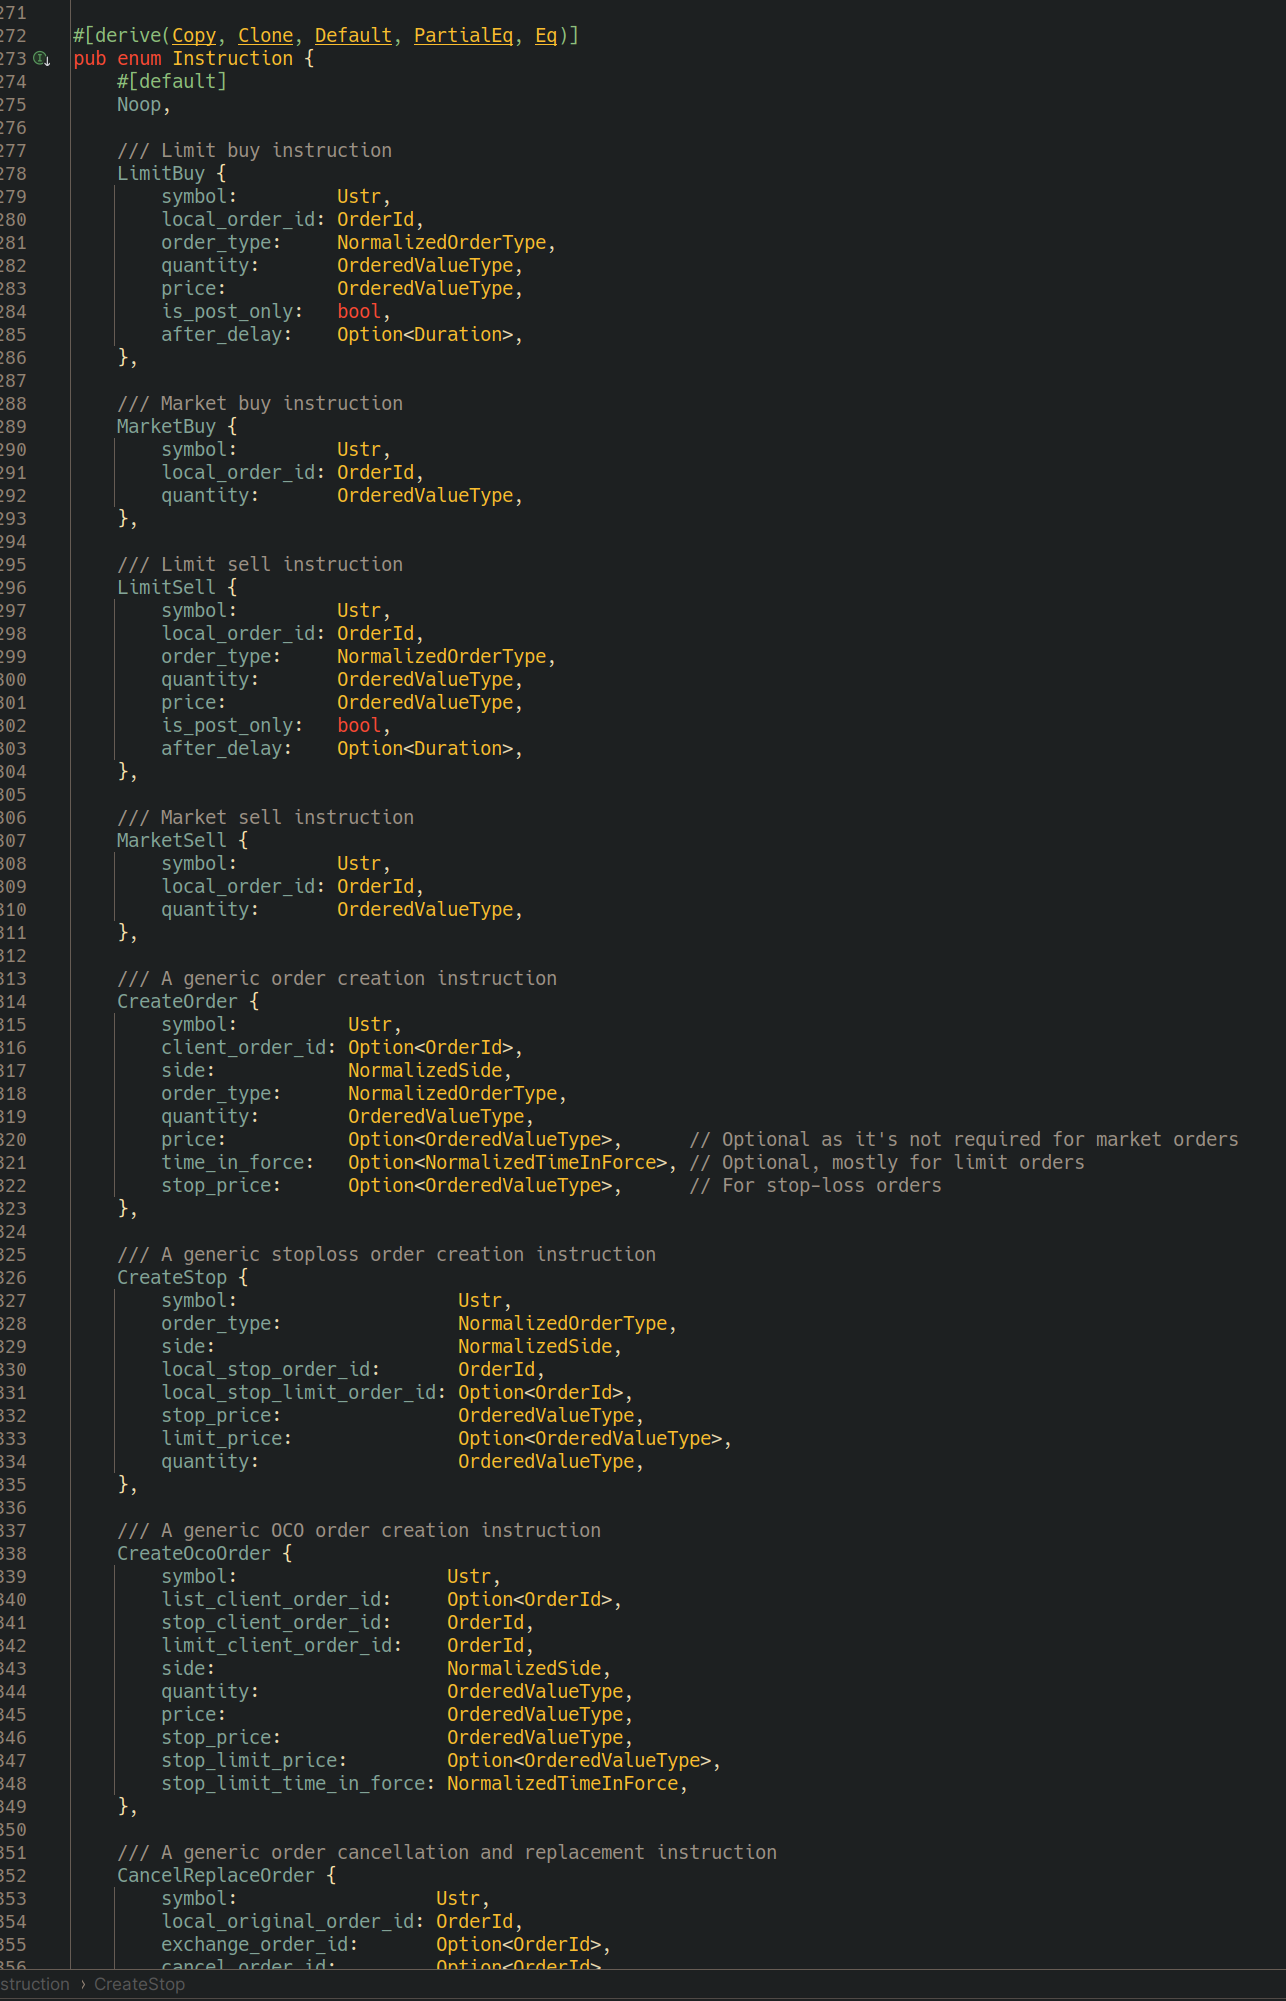 271
272 #[derive(Copy, Clone, Default, PartialEq, Eq)]
273 pub enum Instruction {
274     #[default]
275     Noop,
276
277     /// Limit buy instruction
278     LimitBuy {
279         symbol:         Ustr,
280         local_order_id: OrderId,
281         order_type:     NormalizedOrderType,
282         quantity:       OrderedValueType,
283         price:          OrderedValueType,
284         is_post_only:   bool,
285         after_delay:    Option<Duration>,
286     },
287
288     /// Market buy instruction
289     MarketBuy {
290         symbol:         Ustr,
291         local_order_id: OrderId,
292         quantity:       OrderedValueType,
293     },
294
295     /// Limit sell instruction
296     LimitSell {
297         symbol:         Ustr,
298         local_order_id: OrderId,
299         order_type:     NormalizedOrderType,
300         quantity:       OrderedValueType,
301         price:          OrderedValueType,
302         is_post_only:   bool,
303         after_delay:    Option<Duration>,
304     },
305
306     /// Market sell instruction
307     MarketSell {
308         symbol:         Ustr,
309         local_order_id: OrderId,
310         quantity:       OrderedValueType,
311     },
312
313     /// A generic order creation instruction
314     CreateOrder {
315         symbol:          Ustr,
316         client_order_id: Option<OrderId>,
317         side:            NormalizedSide,
318         order_type:      NormalizedOrderType,
319         quantity:        OrderedValueType,
320         price:           Option<OrderedValueType>,      // Optional as it's not required for market orders
321         time_in_force:   Option<NormalizedTimeInForce>, // Optional, mostly for limit orders
322         stop_price:      Option<OrderedValueType>,      // For stop-loss orders
323     },
324
325     /// A generic stoploss order creation instruction
326     CreateStop {
327         symbol:                    Ustr,
328         order_type:                NormalizedOrderType,
329         side:                      NormalizedSide,
330         local_stop_order_id:       OrderId,
331         local_stop_limit_order_id: Option<OrderId>,
332         stop_price:                OrderedValueType,
333         limit_price:               Option<OrderedValueType>,
334         quantity:                  OrderedValueType,
335     },
336
337     /// A generic OCO order creation instruction
338     CreateOcoOrder {
339         symbol:                   Ustr,
340         list_client_order_id:     Option<OrderId>,
341         stop_client_order_id:     OrderId,
342         limit_client_order_id:    OrderId,
343         side:                     NormalizedSide,
344         quantity:                 OrderedValueType,
345         price:                    OrderedValueType,
346         stop_price:               OrderedValueType,
347         stop_limit_price:         Option<OrderedValueType>,
348         stop_limit_time_in_force: NormalizedTimeInForce,
349     },
350
351     /// A generic order cancellation and replacement instruction
352     CancelReplaceOrder {
353         symbol:                  Ustr,
354         local_original_order_id: OrderId,
355         exchange_order_id:       Option<OrderId>,
356         cancel_order_id:         Option<OrderId>
struction › CreateStop